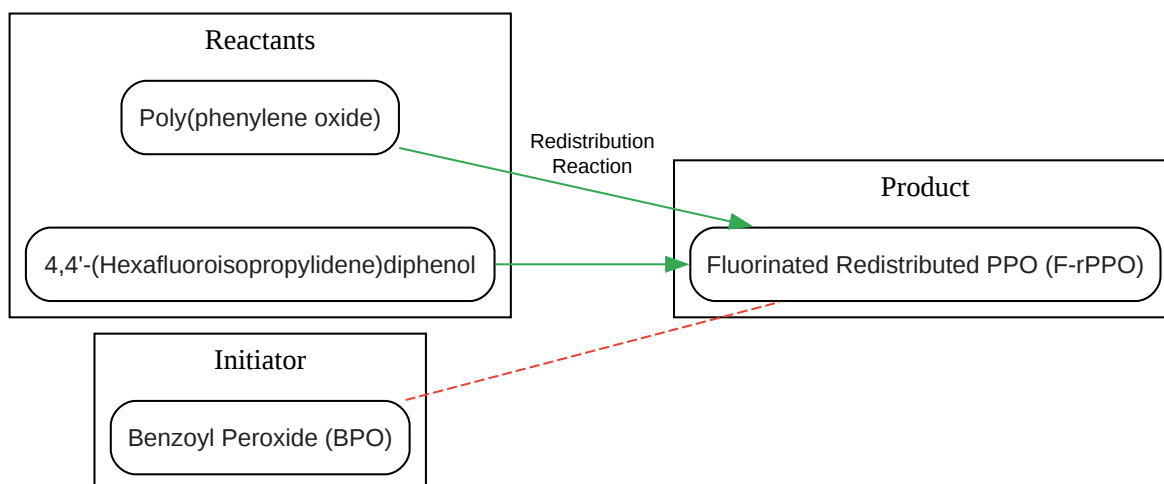 Reactants
Poly(phenylene oxide)
4,4'-(Hexafluoroisopropylidene)diphenol
Redistribution
Reaction
Product
Fluorinated Redistributed PPO (F-rPPO)
Initiator
Benzoyl Peroxide (BPO)